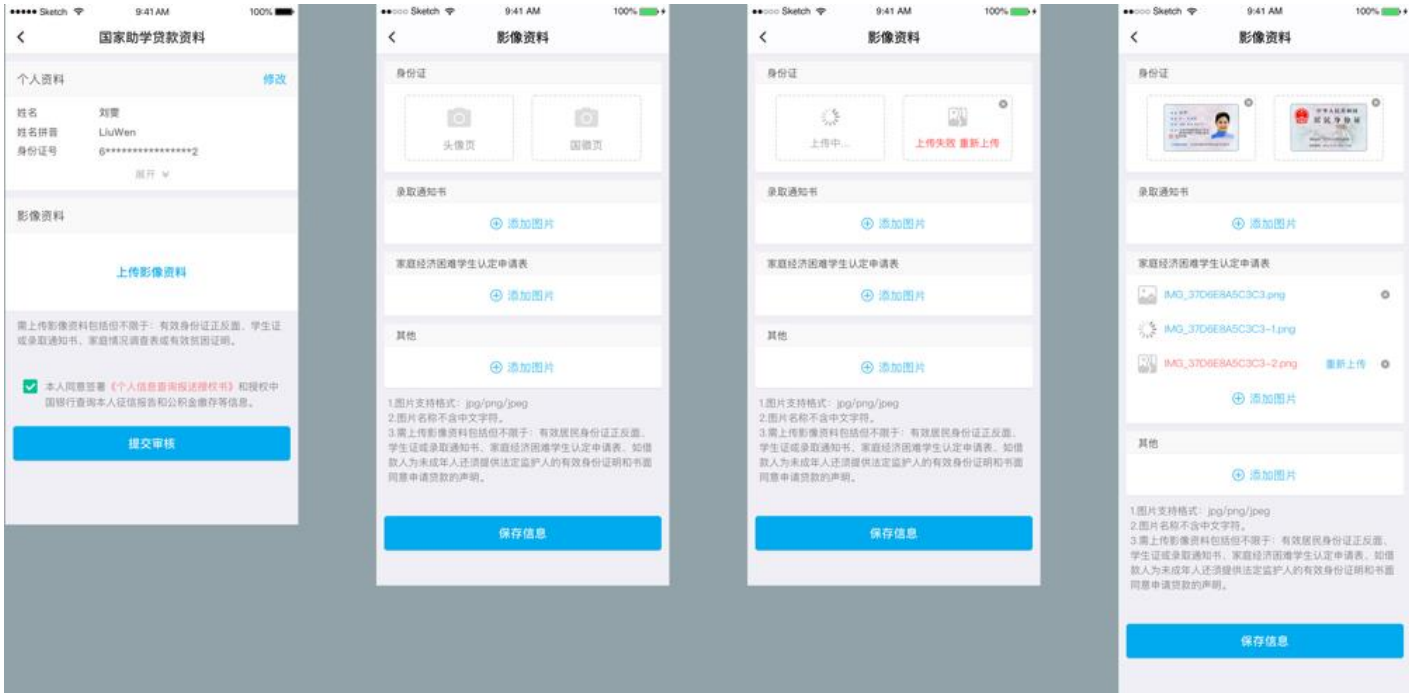 Sketch 9:41 AM 100%
国家助学贷款资料
个人资料 修改
姓名 刘雯
姓名拼音 LiuWen
身份证号 6****************2
展开
影像资料
上传影像资料
需上传影像资料包括但不限于：有效身份证正反面、学生证
或录取通知书、家庭情况调查表或有效贫困证明。
本人同意签署《个人信息查询报送授权书》和授权中
国银行查询本人征信报告和公积金缴存等信息。
提交审核
Sketch 9:41 AM 100%
影像资料
身份证
头像页 国徽页
录取通知书
添加图片
家庭经济困难学生认定申请表
添加图片
其他
添加图片
1.图片支持格式：jpg/png/jpeg
2.图片名称不含中文字符。
3.需上传影像资料包括但不限于：有效居民身份证正反面、
学生证或录取通知书、家庭经济困难学生认定申请表，如借
款人为未成年人还须提供法定监护人的有效身份证明和书面
同意申请贷款的声明。
保存信息
Sketch 9:41 AM 100%
影像资料
身份证
上传中... 上传失败 重新上传
录取通知书
添加图片
家庭经济困难学生认定申请表
添加图片
其他
添加图片
1.图片支持格式：jpg/png/jpeg
2.图片名称不含中文字符。
3.需上传影像资料包括但不限于：有效居民身份证正反面、
学生证或录取通知书、家庭经济困难学生认定申请表，如借
款人为未成年人还须提供法定监护人的有效身份证明和书面
同意申请贷款的声明。
保存信息
Sketch 9:41 AM 100%
影像资料
身份证
中华人民共和国
居民身份证
录取通知书
添加图片
家庭经济困难学生认定申请表
IMG_37D6E8A5C3C3.png
IMG_37D6E8A5C3C3-1.png
IMG_37D6E8A5C3C3-2.png 重新上传
添加图片
其他
添加图片
1.图片支持格式：jpg/png/jpeg
2.图片名称不含中文字符。
3.需上传影像资料包括但不限于：有效居民身份证正反面、
学生证或录取通知书、家庭经济困难学生认定申请表，如借
款人为未成年人还须提供法定监护人的有效身份证明和书面
同意申请贷款的声明。
保存信息